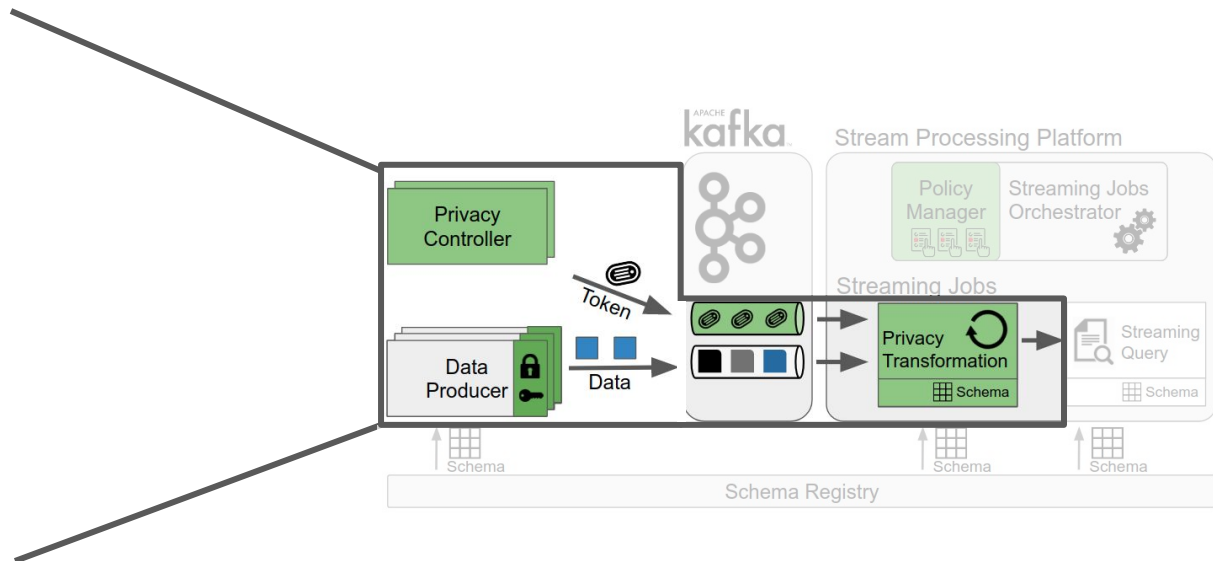 APACHE
kafka
Stream Processing Platform
Policy
Manager
Streaming Jobs
Orchestrator
Privacy
Controller
Token
Streaming Jobs
Privacy
Transformation
Schema
Streaming
Query
Schema
Data
Producer
Data
Schema
Schema
Schema
Schema Registry